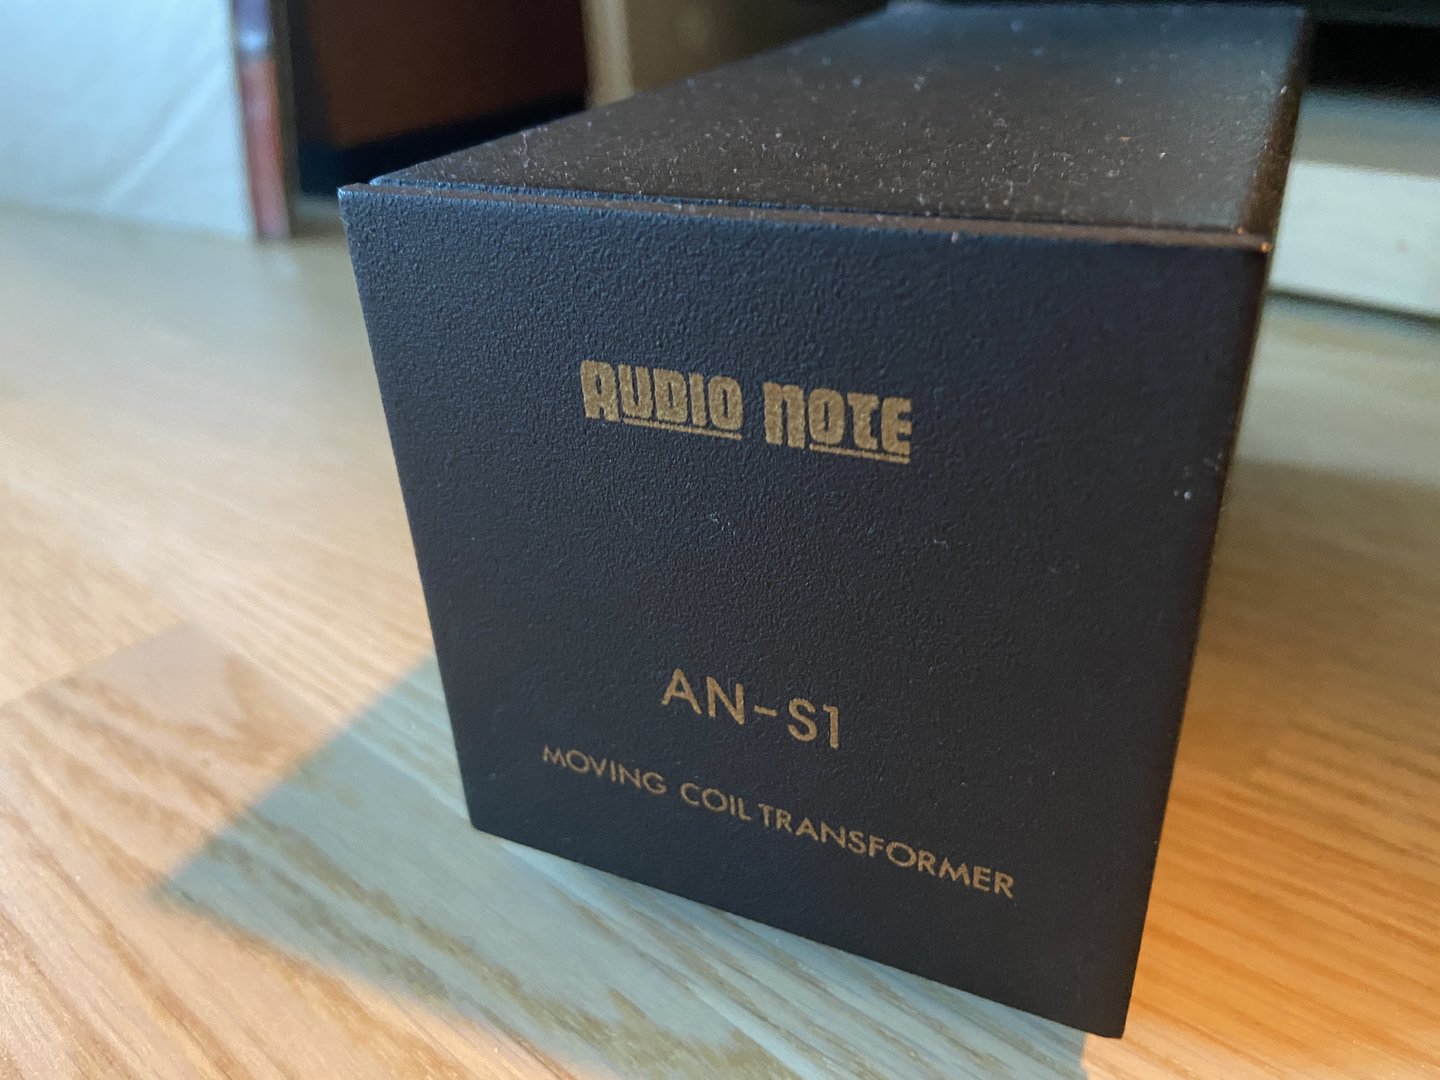 AUDIO NOTE
AN-S1
MOVING COIL TRANSFORMER